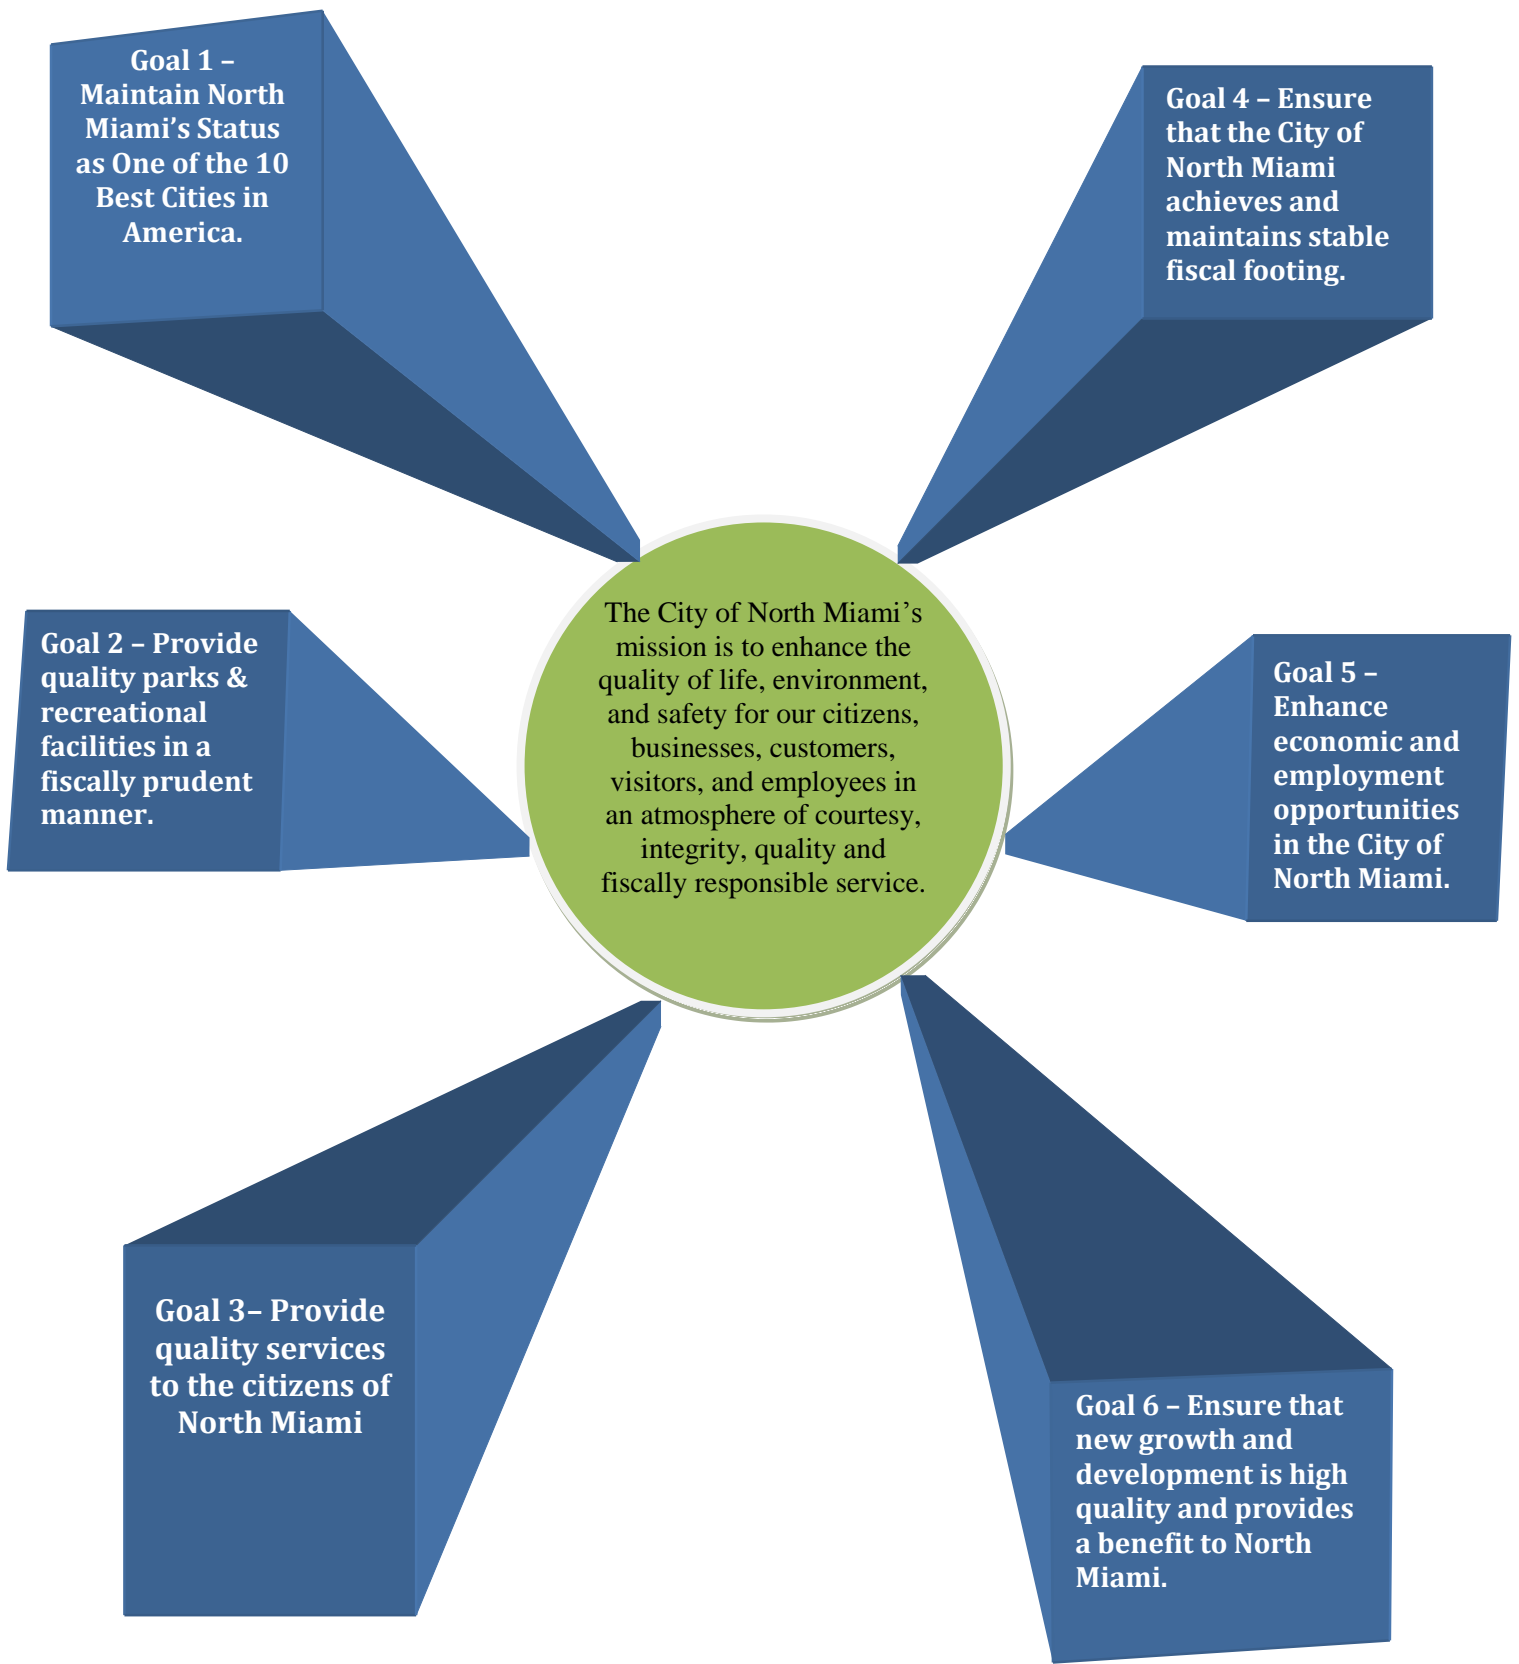 Goal 1 –
Maintain North
Miami’s Status
as One of the 10
Best Cities in
America.
Goal 4 – Ensure
that the City of
North Miami
achieves and
maintains stable
fiscal footing.
The City of North Miami’s
mission is to enhance the
quality of life, environment,
and safety for our citizens,
businesses, customers,
visitors, and employees in
an atmosphere of courtesy,
integrity, quality and
fiscally responsible service.
Goal 2 – Provide
quality parks &
recreational
facilities in a
fiscally prudent
manner.
Goal 5 –
Enhance
economic and
employment
opportunities
in the City of
North Miami.
Goal 3– Provide
quality services
to the citizens of
North Miami
Goal 6 – Ensure that
new growth and
development is high
quality and provides
a benefit to North
Miami.